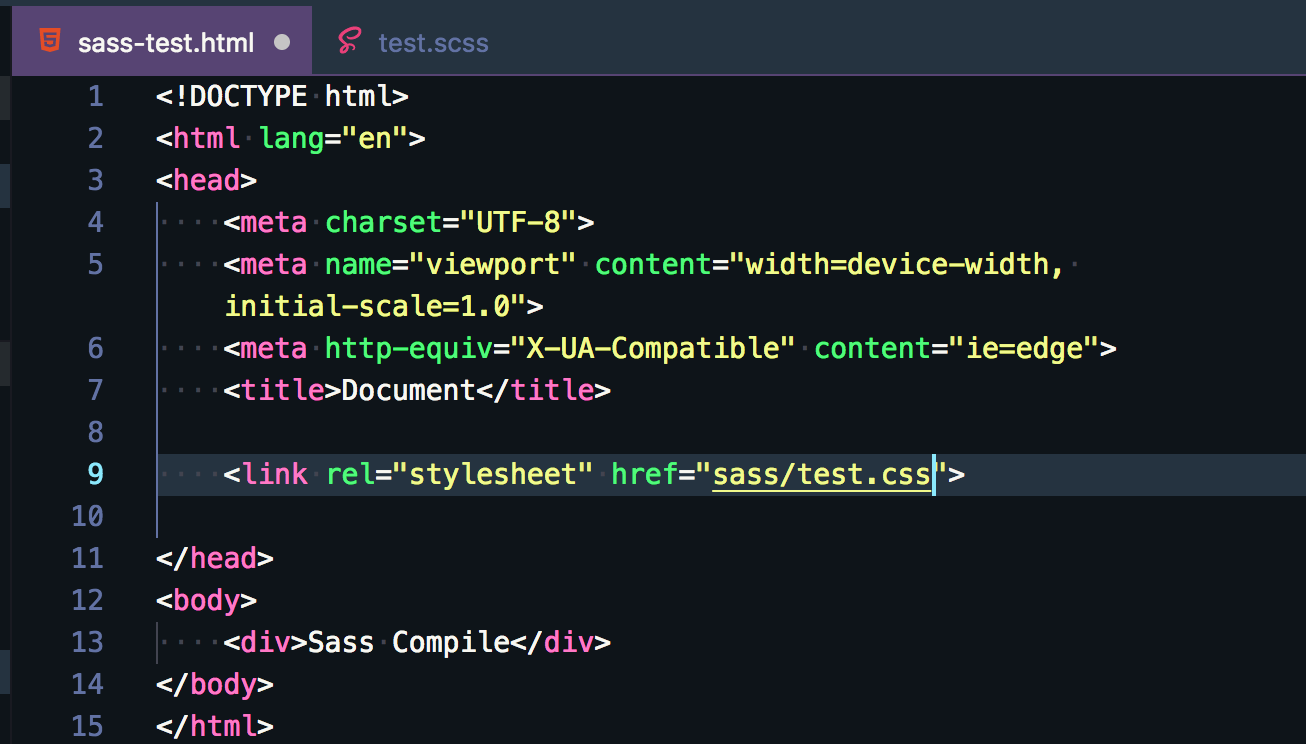 sass-test.html test.scss
1 <!DOCTYPE html>
2 <html lang="en">
3 <head>
4 <meta charset="UTF-8">
5 <meta name="viewport" content="width=device-width,
initial-scale=1.0">
6 <meta http-equiv="X-UA-Compatible" content="ie=edge">
7 <title>Document</title>
8
9 <link rel="stylesheet" href="sass/test.css">
10
11 </head>
12 <body>
13 <div>Sass Compile</div>
14 </body>
15 </html>